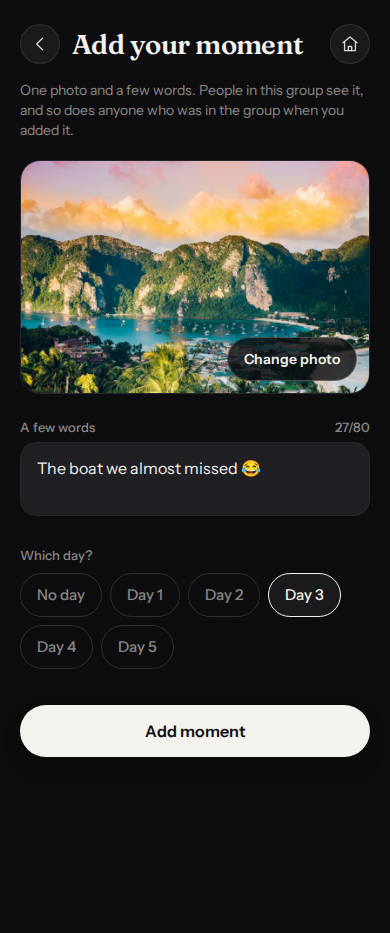 Add your moment
One photo and a few words. People in this group see it,
and so does anyone who was in the group when you
added it.
Change photo
A few words
27/80
The boat we almost missed 😂
Which day?
No day
Day 1
Day 2
Day 3
Day 4
Day 5
Add moment